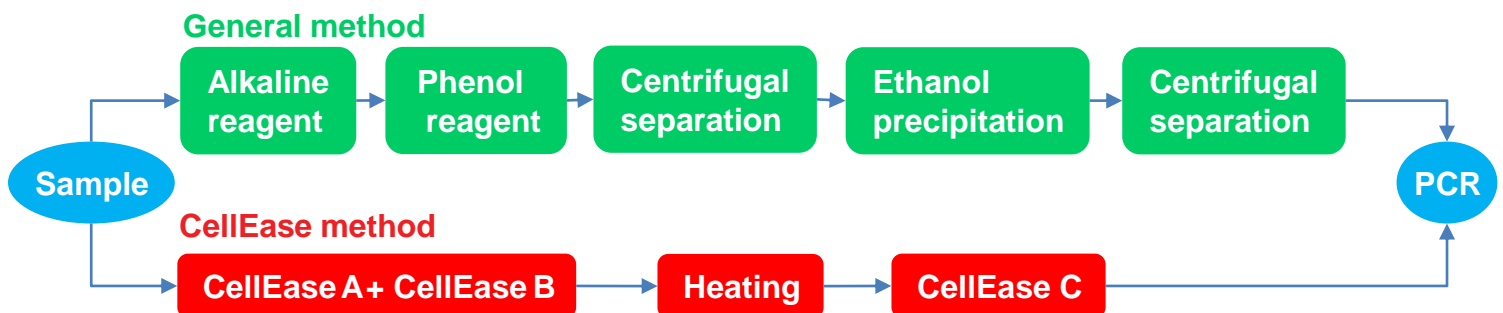 General method
Alkaline
reagent
Phenol
reagent
Centrifugal
separation
Ethanol
precipitation
Centrifugal
separation
Sample
PCR
CellEase method
CellEase A+ CellEase B
Heating
CellEase C